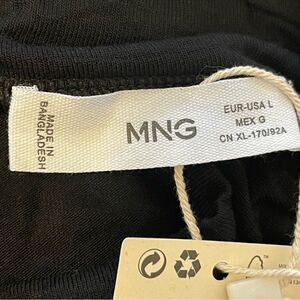 MADE IN
BANGLADESH
MNG
EUR-USA L
MEX G
CN XL-170/92A